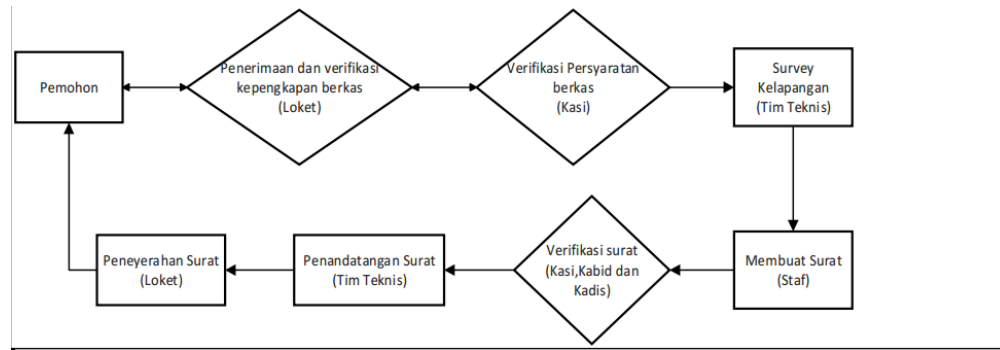 Pemohon
Penerimaan dan verifikasi
kepengkapan berkas
(Loket)
Verifikasi Persyaratan
berkas
(Kasi)
Survey
Kelapangan
(Tim Teknis)
Peneyerahan Surat
(Loket)
Penandatangan Surat
(Tim Teknis)
Verifikasi surat
(Kasi,Kabid dan
Kadis)
Membuat Surat
(Staf)